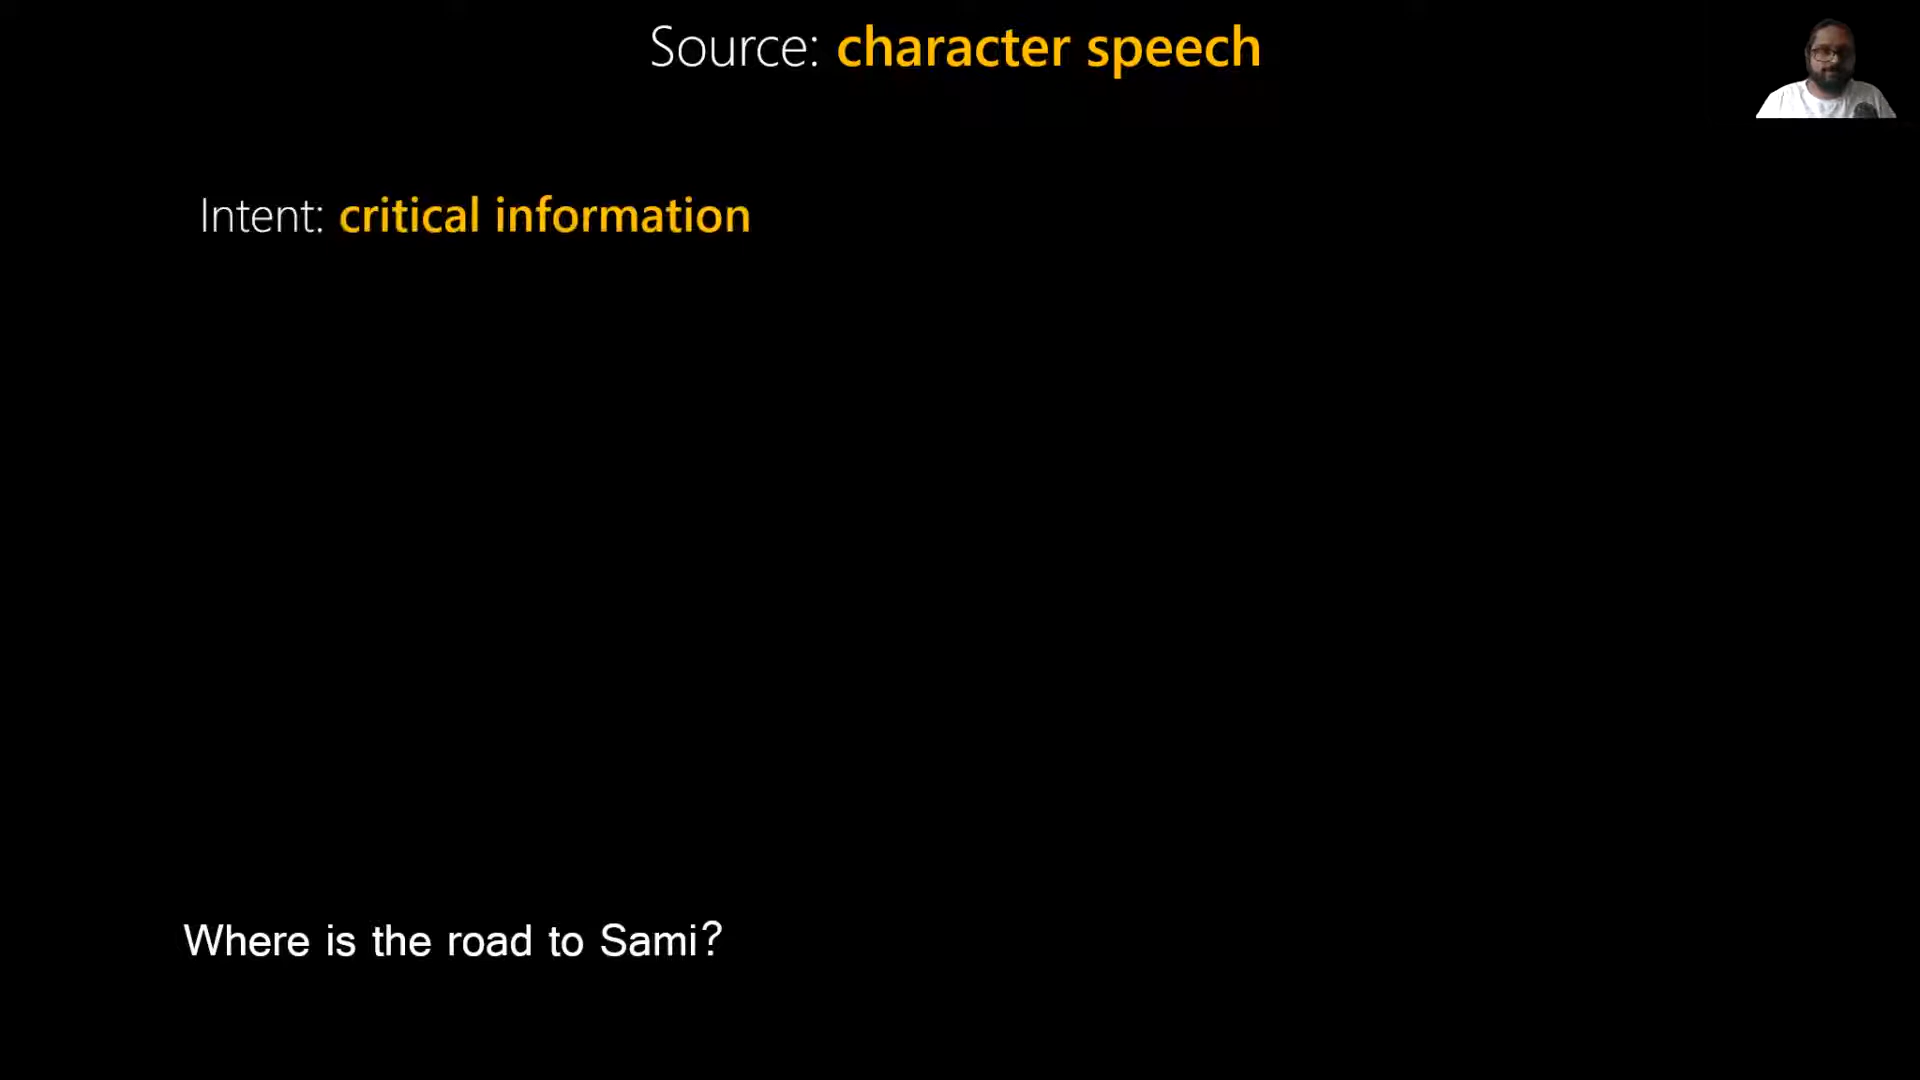 Source: character speech
Intent: critical information
Where is the road to Sami?